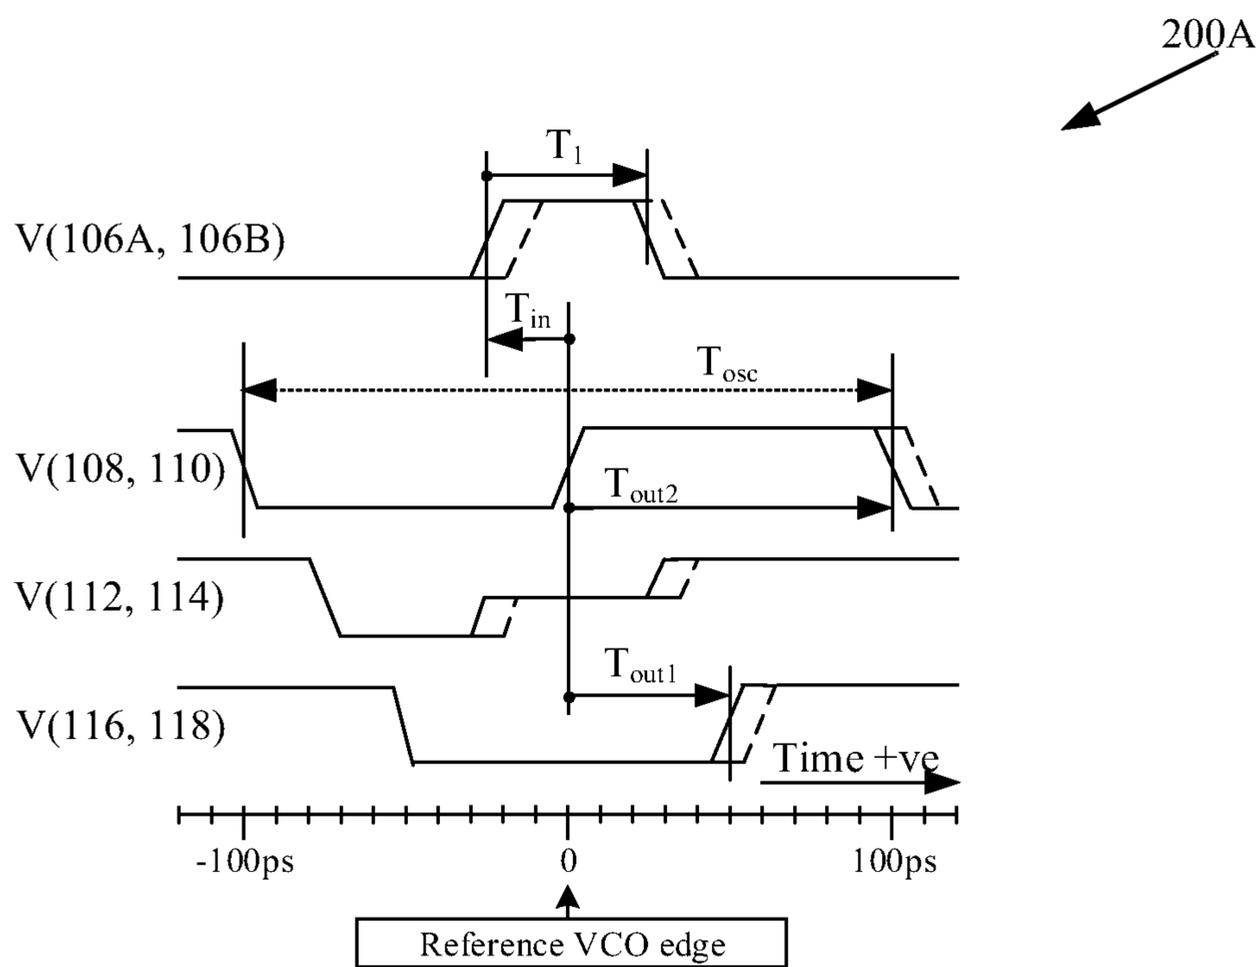 200A
T1
V(106A, 106B)
Tin
Tosc
V(108, 110)
Tout2
V(112, 114)
Tout1
V(116, 118)
Time +ve
-100ps 0 100ps
Reference VCO edge